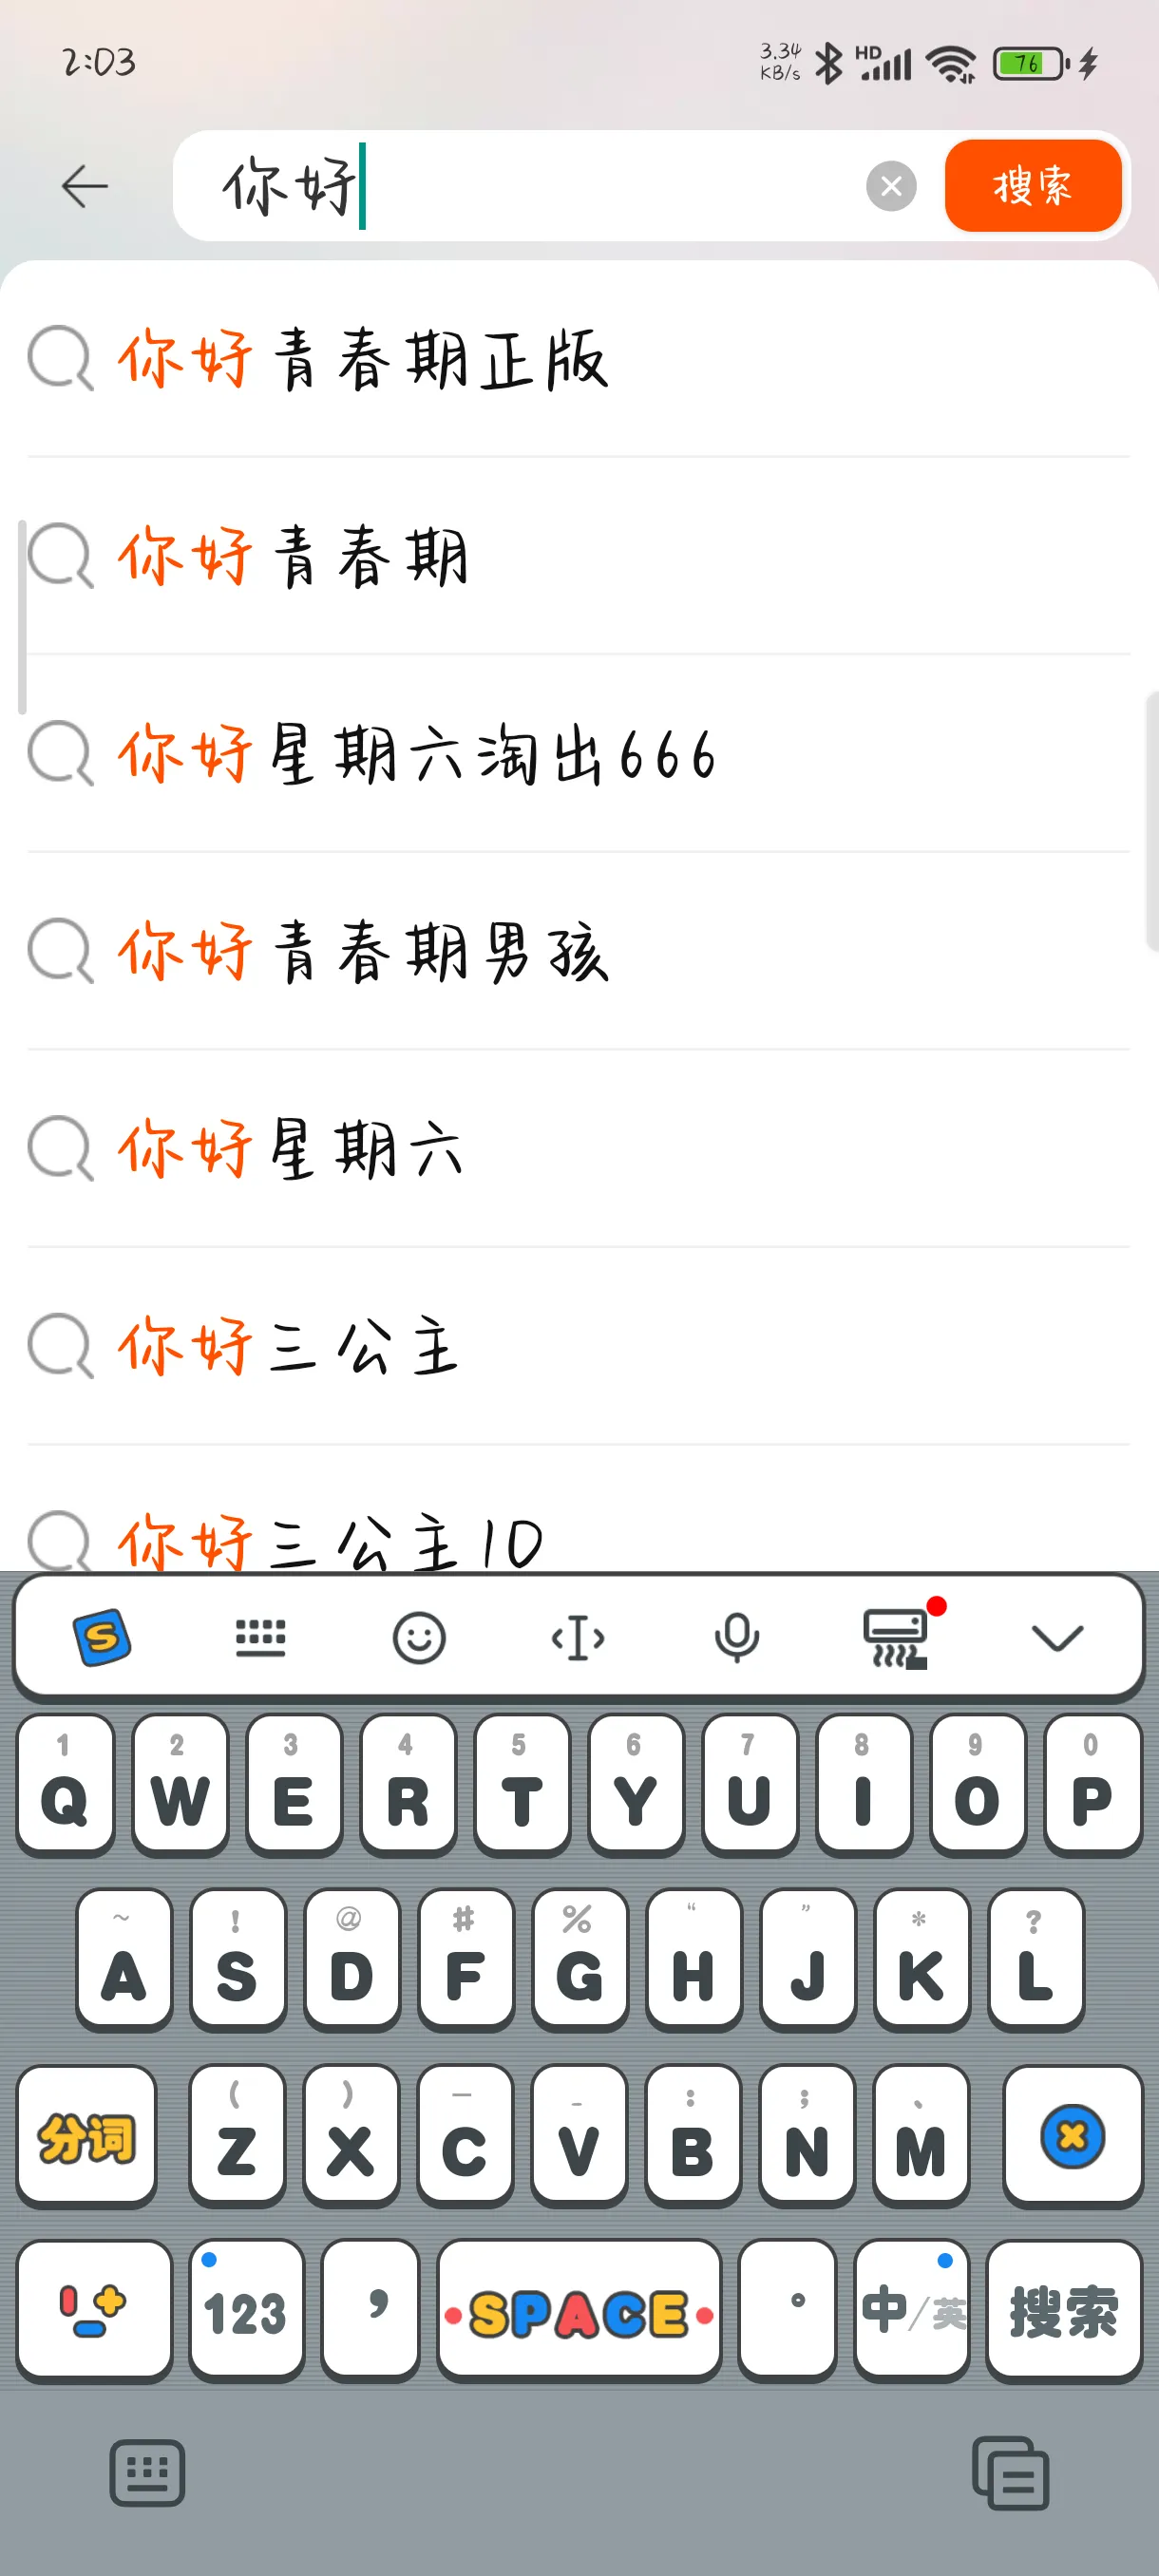 2:03
3.34 KB/s HD 76
你好
搜索
你好青春期正版
你好青春期
你好星期六淘出666
你好青春期男孩
你好星期六
你好三公主
你好三公主10
S
1 2 3 4 5 6 7 8 9 0
Q W E R T Y U I O P
~ ! @ # % “ ” * ?
A S D F G H J K L
( ) — - : ; 、
分词 Z X C V B N M
123 , SPACE 。 中/英 搜索